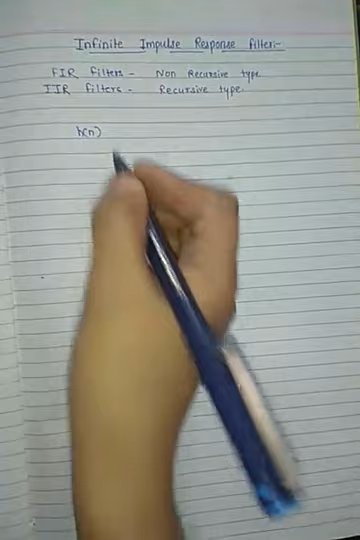 Infinite Impulse Response filter:-
FIR filters - Non Recursive type
IIR filters - Recursive type.
h(n)